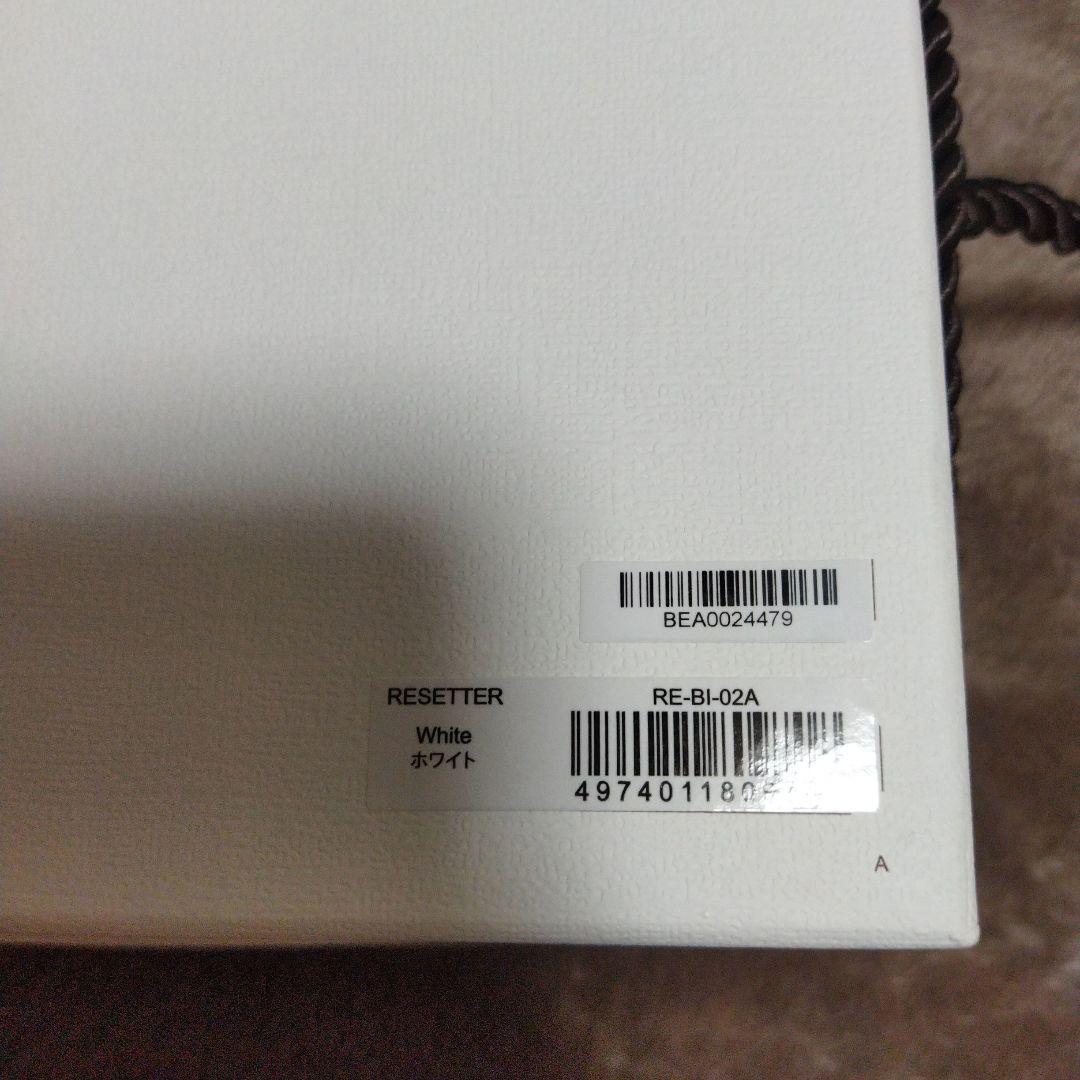 BEA0024479
RESETTER
RE-BI-02A
White
ホワイト
A